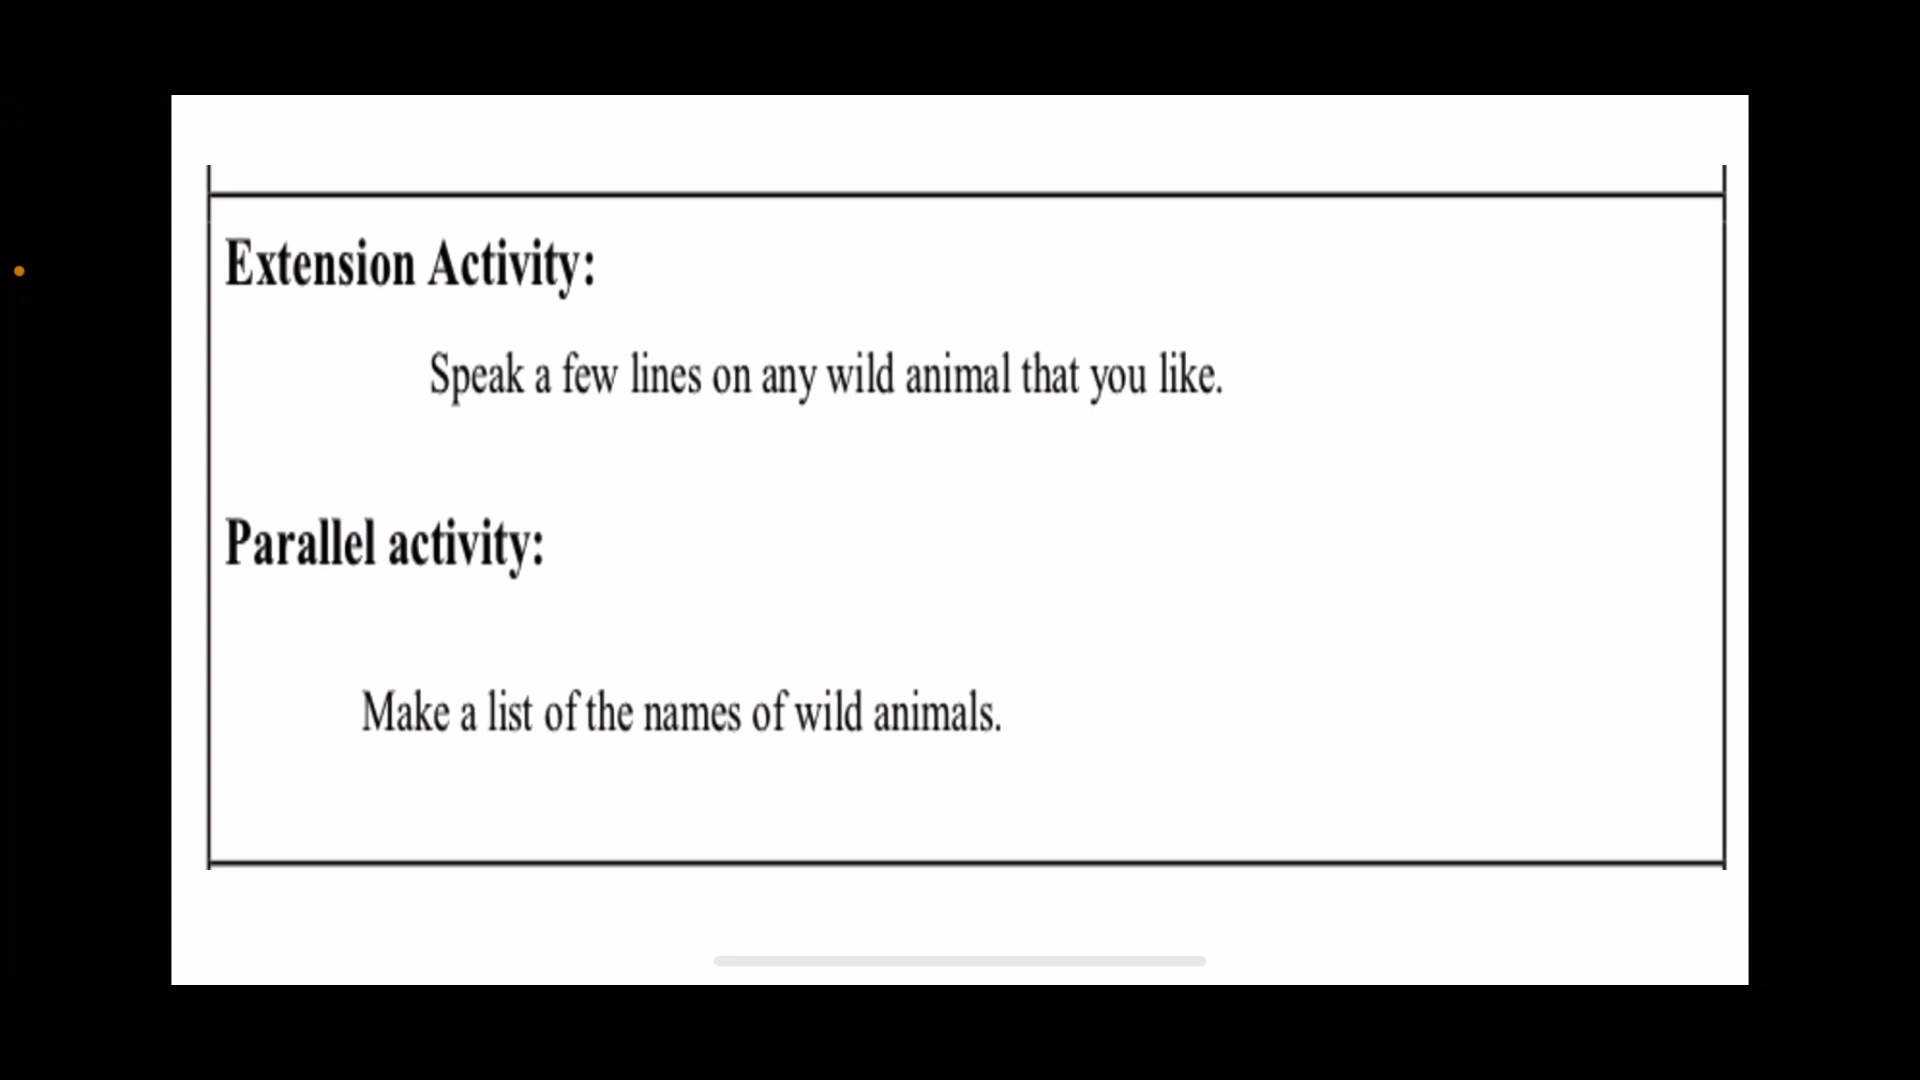 Extension Activity:
Speak a few lines on any wild animal that you like.
Parallel activity:
Make a list of the names of wild animals.